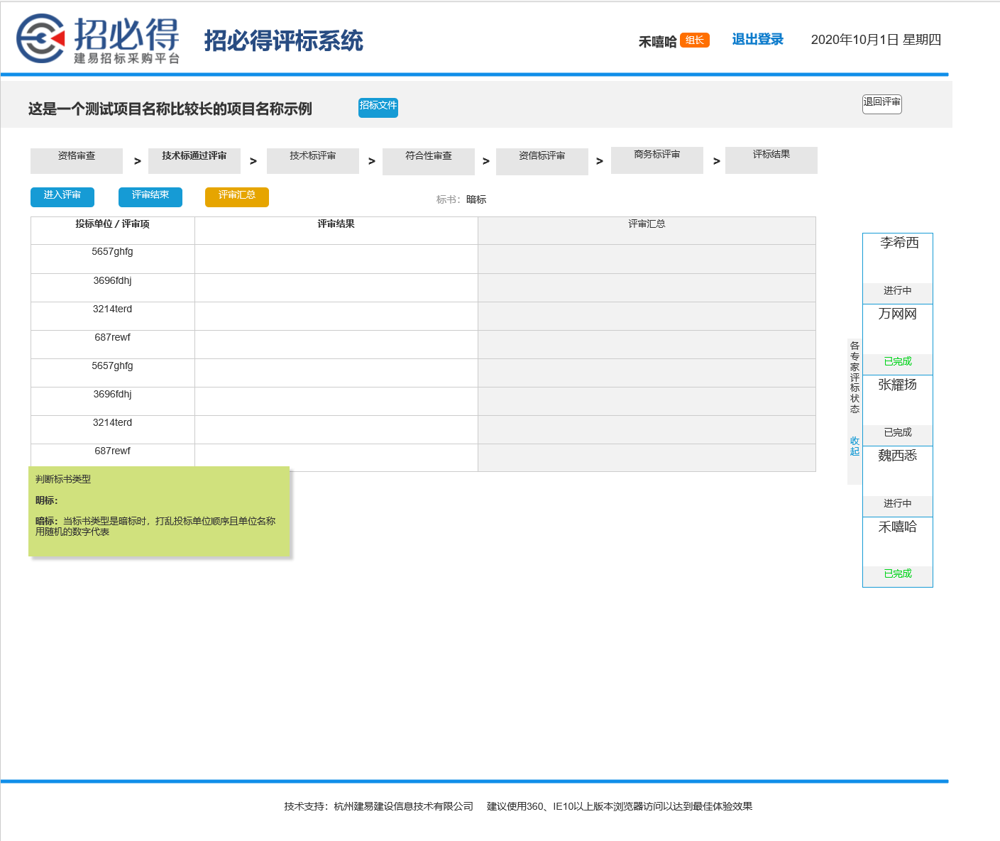 招必得
建易招标采购平台
招必得评标系统
禾嘻哈 组长 退出登录 2020年10月1日 星期四
这是一个测试项目名称比较长的项目名称示例 招标文件 退回评审
资格审查 > 技术标通过评审 > 技术标评审 > 符合性审查 > 资信标评审 > 商务标评审 > 评标结果
进入评审 评审结束 评审汇总 标书：暗标
投标单位 / 评审项 评审结果 评审汇总
5657ghfg
3696fdhj
3214terd
687rewf
5657ghfg
3696fdhj
3214terd
687rewf
判断标书类型
明标：
暗标：当标书类型是暗标时，打乱投标单位顺序且单位名称
用随机的数字代表
各专家评标状态
收起
李希西
进行中
万网网
已完成
张耀扬
已完成
魏西悉
进行中
禾嘻哈
已完成
技术支持：杭州建易建设信息技术有限公司 建议使用360、IE10以上版本浏览器访问以达到最佳体验效果